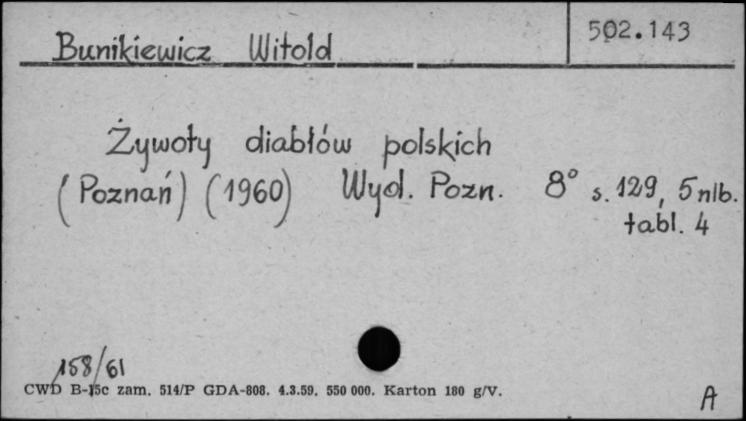 Bunikiewicz Witold 502.143
Żywoty diabłów polskich
(Poznań) (1960) Wyd. Pozn. 8° s. 129, 5 nlb.
tabl. 4
158/61
CWD B-15c zam. 514/P GDA-808. 4.3.59. 550 000. Karton 180 g/V.
A